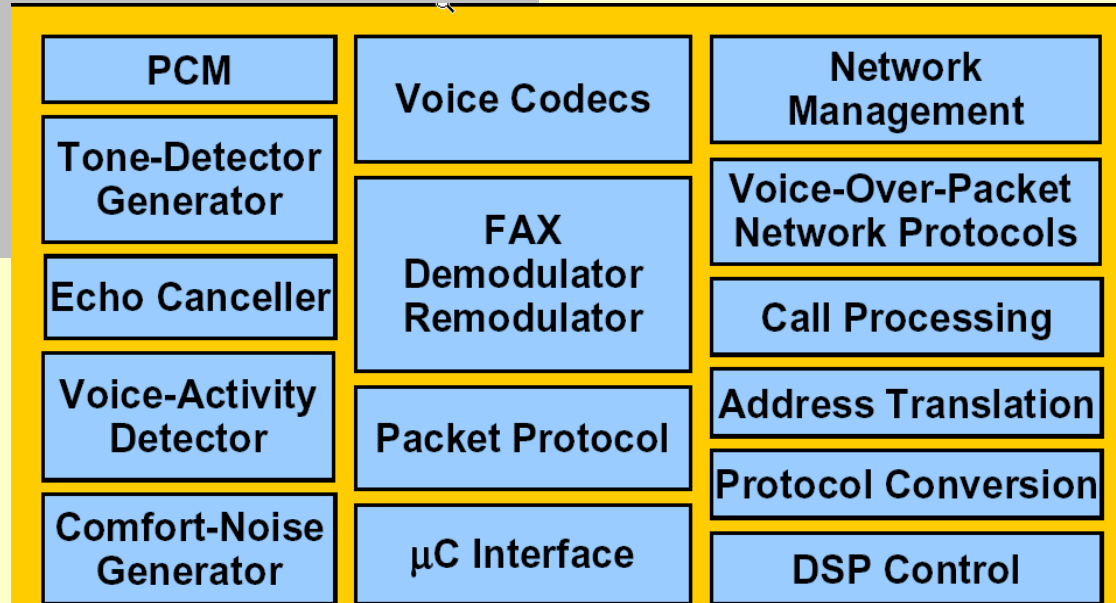 PCM
Tone-Detector
Generator
Echo Canceller
Voice-Activity
Detector
Comfort-Noise
Generator
Voice Codecs
FAX
Demodulator
Remodulator
Packet Protocol
μC Interface
Network
Management
Voice-Over-Packet
Network Protocols
Call Processing
Address Translation
Protocol Conversion
DSP Control